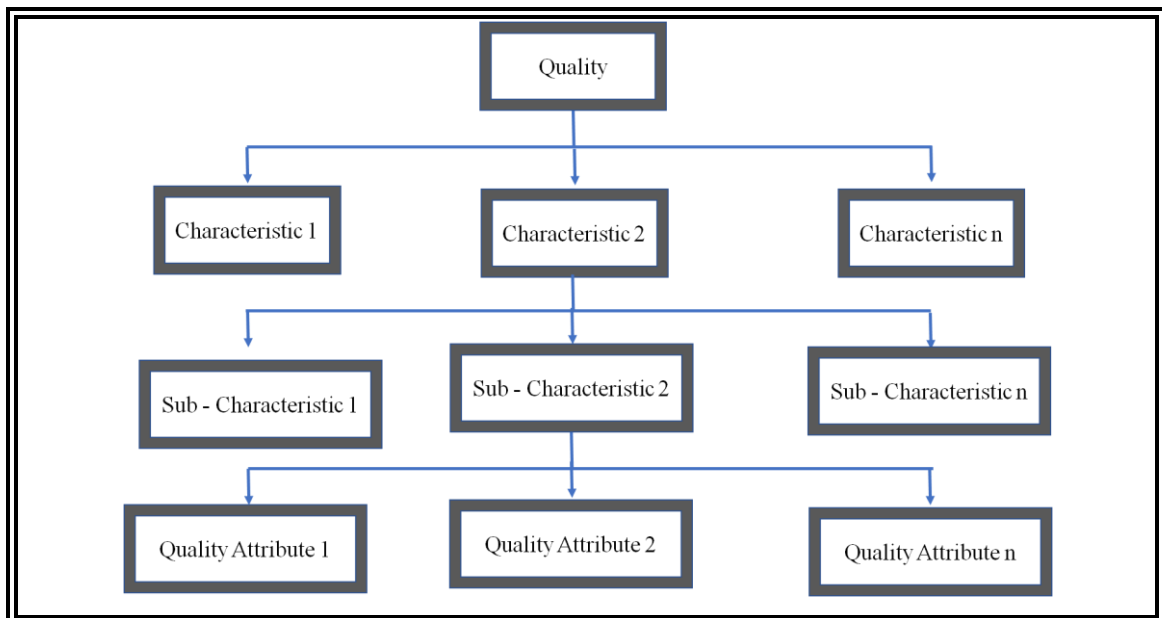 Quality
Characteristic 1
Characteristic 2
Characteristic n
Sub - Characteristic 1
Sub - Characteristic 2
Sub - Characteristic n
Quality Attribute 1
Quality Attribute 2
Quality Attribute n